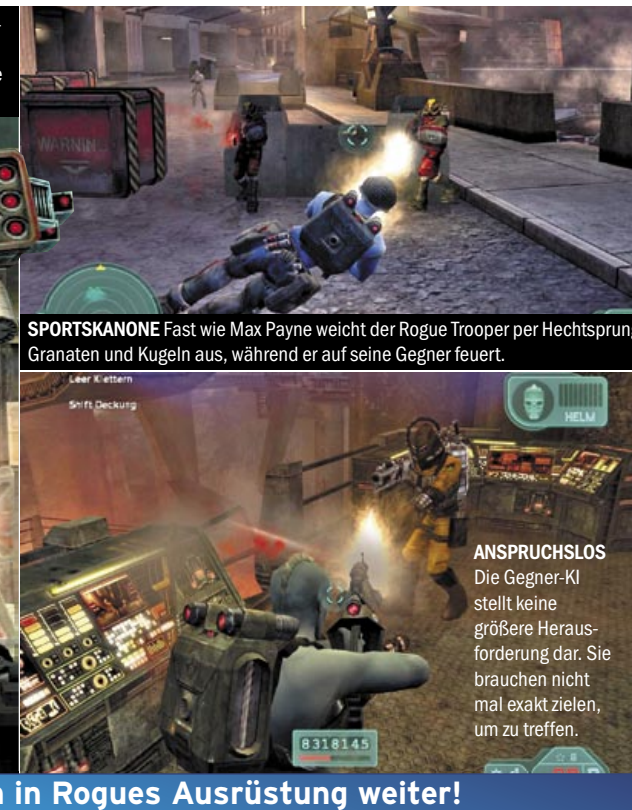 e
WARNING
SPORTSKANONE Fast wie Max Payne weicht der Rogue Trooper per Hechtsprung
Granaten und Kugeln aus, während er auf seine Gegner feuert.
Leer Klettern
Shift Deckung
HELM
ANSPRUCHSLOS
Die Gegner-KI
stellt keine
größere Heraus-
forderung dar. Sie
brauchen nicht
mal exakt zielen,
um zu treffen.
8318145
in Rogues Ausrüstung weiter!